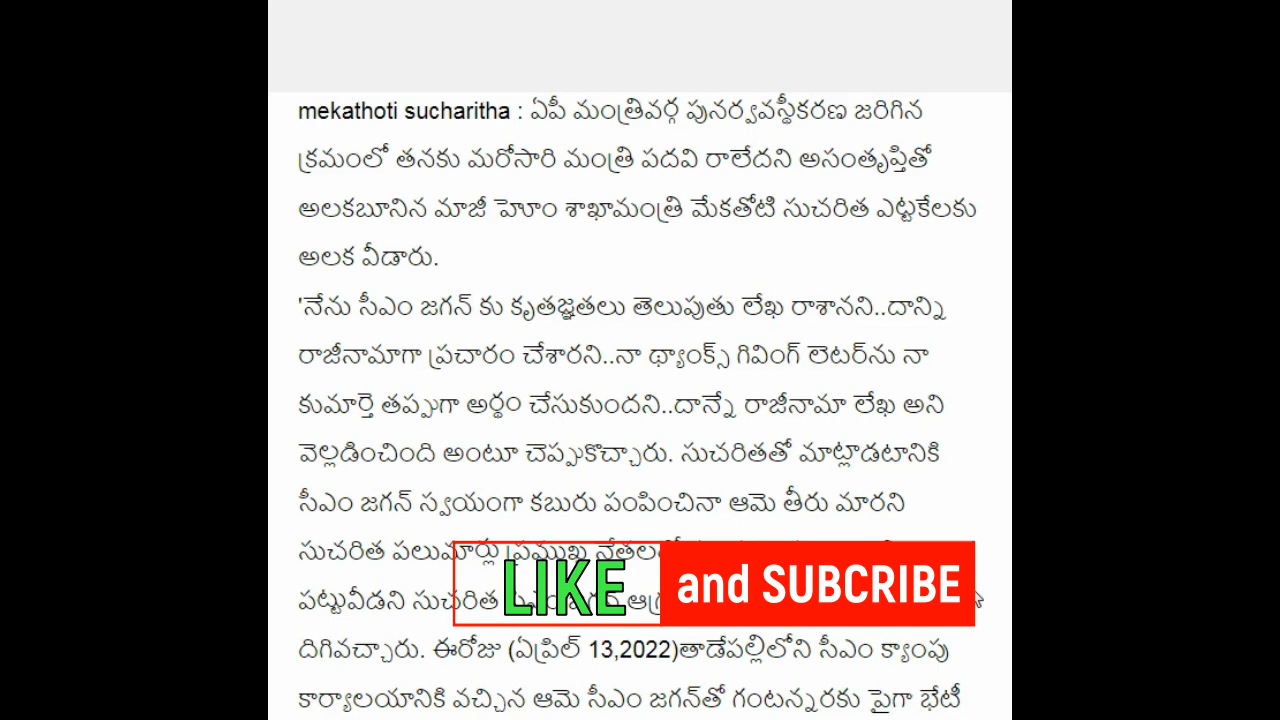 mekathoti sucharitha : ఏపీ మంత్రివర్గ పునర్వవస్థీకరణ జరిగిన
క్రమంలో తనకు మరోసారి మంత్రి పదవి రాలేదని అసంతృప్తితో
అలకబూనిన మాజీ హెూం శాఖామంత్రి మేకతోటి సుచరిత ఎట్టకేలకు
అలక వీడారు.
'నేను సీఎం జగన్ కు కృతజ్ఞతలు తెలుపుతు లేఖ రాశానని..దాన్ని
రాజీనామాగా ప్రచారం చేశారని..నా థ్యాంక్స్ గివింగ్ లెటర్‌ను నా
కుమార్తె తప్పుగా అర్థం చేసుకుందని..దాన్నే రాజీనామా లేఖ అని
వెల్లడించింది అంటూ చెప్పుకొచ్చారు. సుచరితతో మాట్లాడటానికి
సీఎం జగన్ స్వయంగా కబురు పంపించినా ఆమె తీరు మారని
సుచరిత పలుమార్లు ప్రముఖ
పట్టువీడని సుచరిత
LIKE and SUBCRIBE
దిగివచ్చారు. ఈరోజు (ఏప్రిల్ 13,2022)తాడేపల్లిలోని సీఎం క్యాంపు
కార్యాలయానికి వచ్చిన ఆమె సీఎం జగన్‌తో గంటన్నరకు పైగా భేటీ